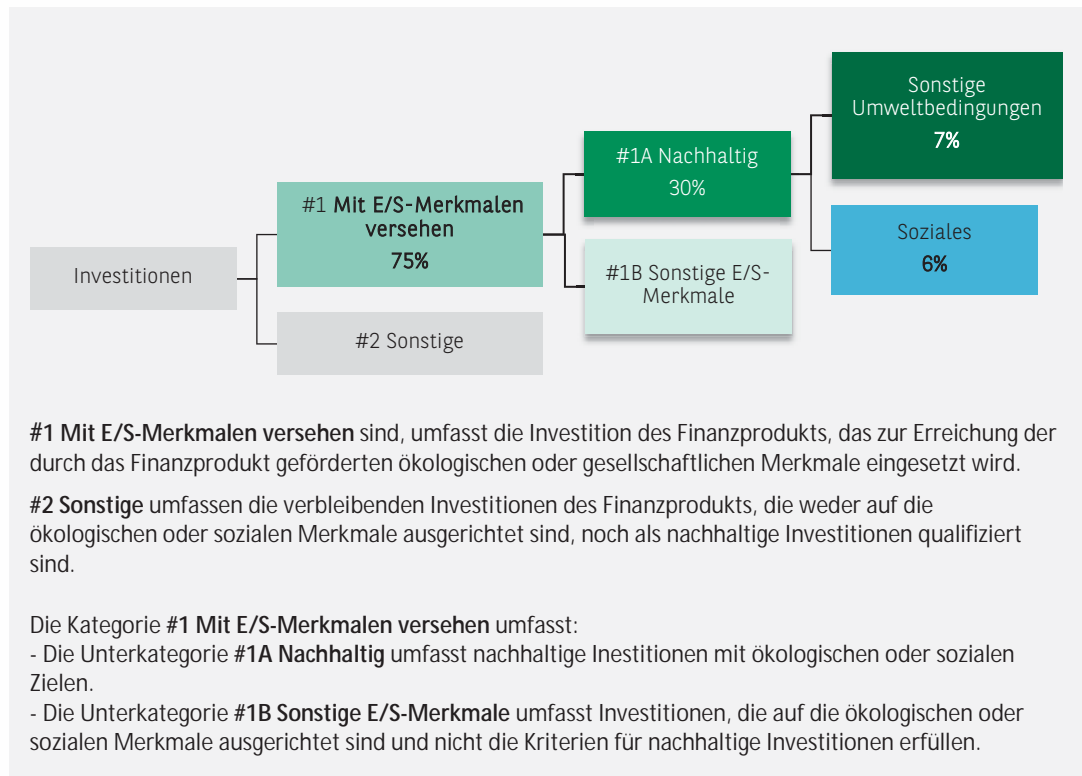 Sonstige
Umweltbedingungen
7%
#1A Nachhaltig
30%
#1 Mit E/S-Merkmalen
versehen
75%
Soziales
6%
Investitionen
#1B Sonstige E/S-
Merkmale
#2 Sonstige
#1 Mit E/S-Merkmalen versehen sind, umfasst die Investition des Finanzprodukts, das zur Erreichung der
durch das Finanzprodukt geförderten ökologischen oder gesellschaftlichen Merkmale eingesetzt wird.
#2 Sonstige umfassen die verbleibenden Investitionen des Finanzprodukts, die weder auf die
ökologischen oder sozialen Merkmale ausgerichtet sind, noch als nachhaltige Investitionen qualifiziert
sind.
Die Kategorie #1 Mit E/S-Merkmalen versehen umfasst:
- Die Unterkategorie #1A Nachhaltig umfasst nachhaltige Inestitionen mit ökologischen oder sozialen
Zielen.
- Die Unterkategorie #1B Sonstige E/S-Merkmale umfasst Investitionen, die auf die ökologischen oder
sozialen Merkmale ausgerichtet sind und nicht die Kriterien für nachhaltige Investitionen erfüllen.